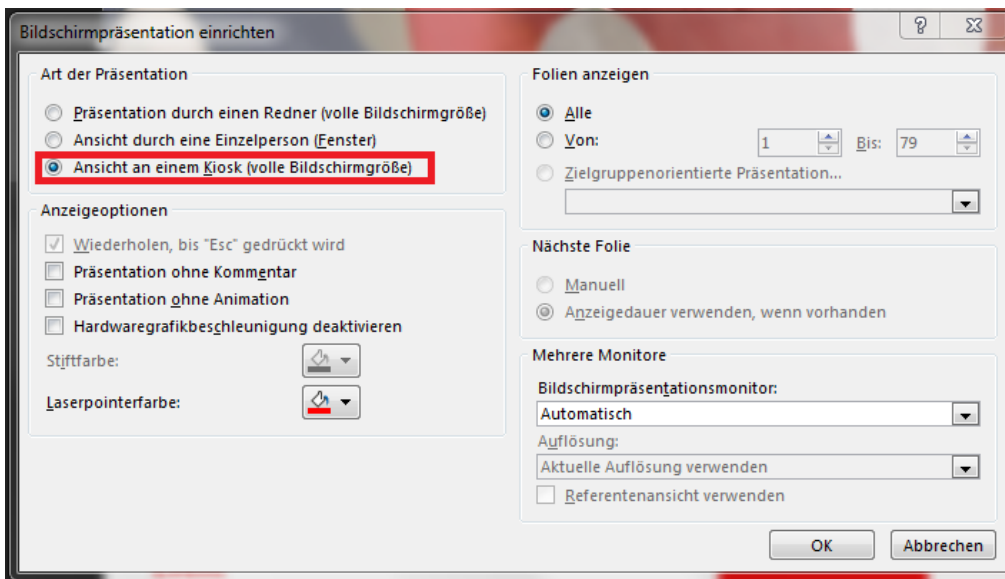 Bildschirmpräsentation einrichten
Art der Präsentation
Präsentation durch einen Redner (volle Bildschirmgröße)
Ansicht durch eine Einzelperson (Fenster)
Ansicht an einem Kiosk (volle Bildschirmgröße)
Anzeigeoptionen
Wiederholen, bis "Esc" gedrückt wird
Präsentation ohne Kommentar
Präsentation ohne Animation
Hardwaregrafikbeschleunigung deaktivieren
Stiftfarbe:
Laserpointerfarbe:
Folien anzeigen
Alle
Von: 1 Bis: 79
Zielgruppenorientierte Präsentation...
Nächste Folie
Manuell
Anzeigedauer verwenden, wenn vorhanden
Mehrere Monitore
Bildschirmpräsentationsmonitor:
Automatisch
Auflösung:
Aktuelle Auflösung verwenden
Referentenansicht verwenden
OK Abbrechen